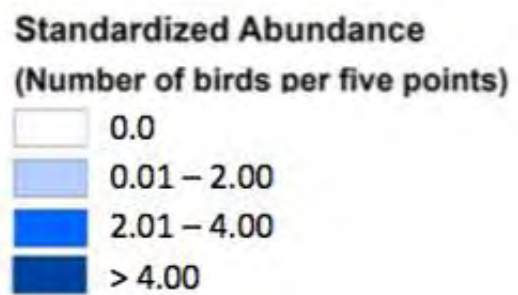 Standardized Abundance
(Number of birds per five points)
0.0
0.01 – 2.00
2.01 – 4.00
> 4.00